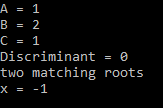 A = 1
B = 2
C = 1
Discriminant = 0
two matching roots
x = -1